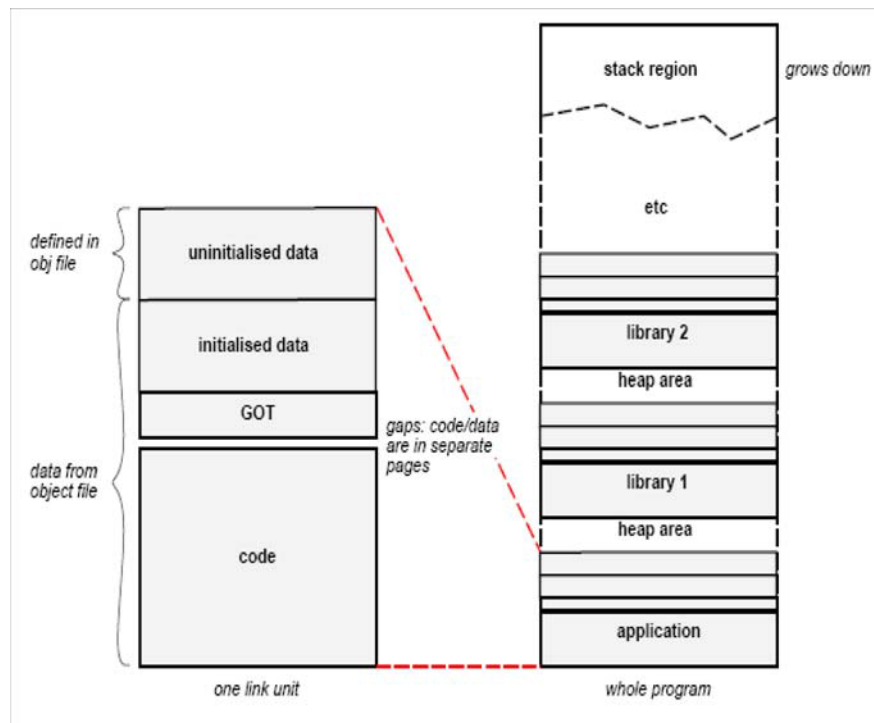 stack region
grows down
etc
defined in
obj file
uninitialised data
initialised data
library 2
heap area
GOT
gaps: code/data
are in separate
pages
data from
object file
library 1
heap area
code
application
one link unit
whole program